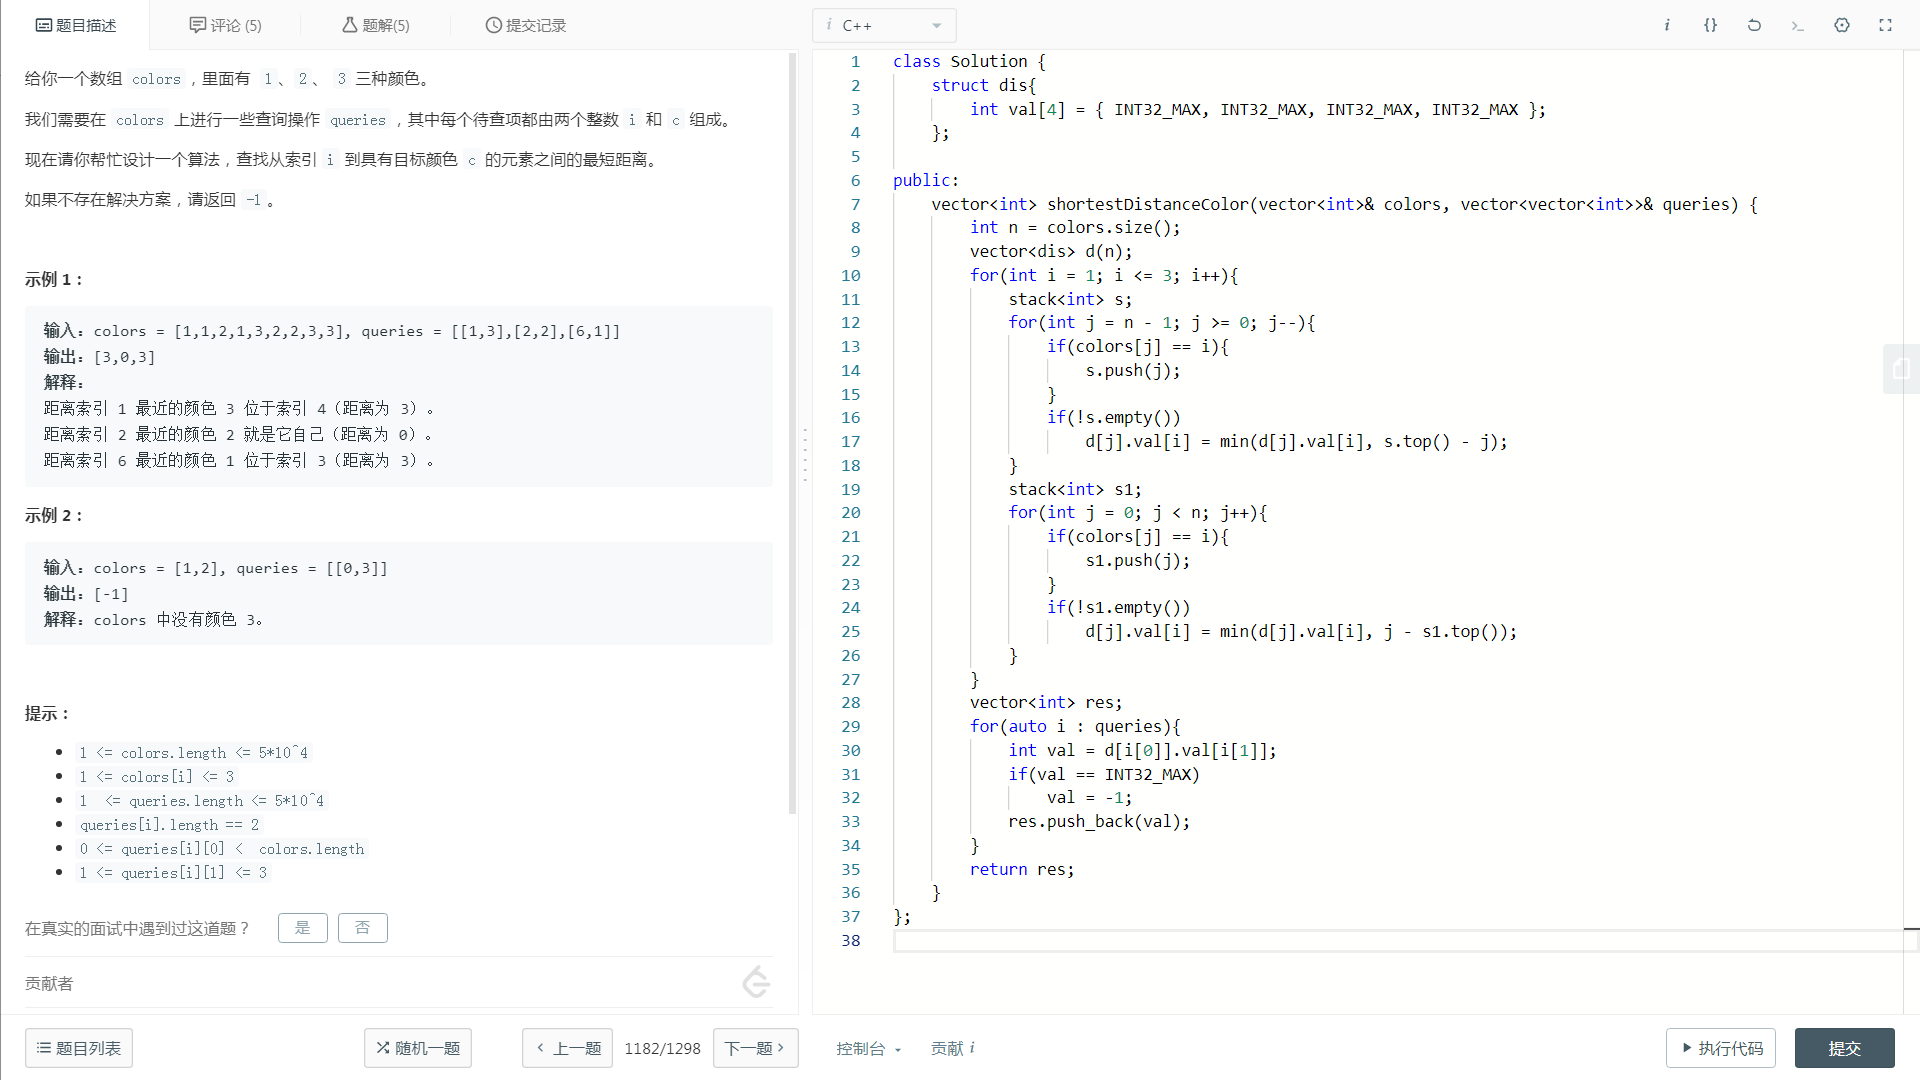 题目描述
评论 (5)
题解(5)
提交记录
给你一个数组 colors，里面有 1、2、 3 三种颜色。
我们需要在 colors 上进行一些查询操作 queries，其中每个待查项都由两个整数 i 和 c 组成。
现在请你帮忙设计一个算法，查找从索引 i 到具有目标颜色 c 的元素之间的最短距离。
如果不存在解决方案，请返回 -1。
示例 1：
输入：colors = [1,1,2,1,3,2,2,3,3], queries = [[1,3],[2,2],[6,1]]
输出：[3,0,3]
解释：
距离索引 1 最近的颜色 3 位于索引 4（距离为 3）。
距离索引 2 最近的颜色 2 就是它自己（距离为 0）。
距离索引 6 最近的颜色 1 位于索引 3（距离为 3）。
示例 2：
输入：colors = [1,2], queries = [[0,3]]
输出：[-1]
解释：colors 中没有颜色 3。
提示：
1 <= colors.length <= 5*10^4
1 <= colors[i] <= 3
1  <= queries.length <= 5*10^4
queries[i].length == 2
0 <= queries[i][0] <  colors.length
1 <= queries[i][1] <= 3
在真实的面试中遇到过这道题？
是
否
贡献者
题目列表
随机一题
上一题
1182/1298
下一题
i C++
i {} >_
1 class Solution {
2     struct dis{
3         int val[4] = { INT32_MAX, INT32_MAX, INT32_MAX, INT32_MAX };
4     };
5
6 public:
7     vector<int> shortestDistanceColor(vector<int>& colors, vector<vector<int>>& queries) {
8         int n = colors.size();
9         vector<dis> d(n);
10         for(int i = 1; i <= 3; i++){
11             stack<int> s;
12             for(int j = n - 1; j >= 0; j--){
13                 if(colors[j] == i){
14                     s.push(j);
15                 }
16                 if(!s.empty())
17                     d[j].val[i] = min(d[j].val[i], s.top() - j);
18             }
19             stack<int> s1;
20             for(int j = 0; j < n; j++){
21                 if(colors[j] == i){
22                     s1.push(j);
23                 }
24                 if(!s1.empty())
25                     d[j].val[i] = min(d[j].val[i], j - s1.top());
26             }
27         }
28         vector<int> res;
29         for(auto i : queries){
30             int val = d[i[0]].val[i[1]];
31             if(val == INT32_MAX)
32                 val = -1;
33             res.push_back(val);
34         }
35         return res;
36     }
37 };
38
控制台
贡献 i
执行代码
提交